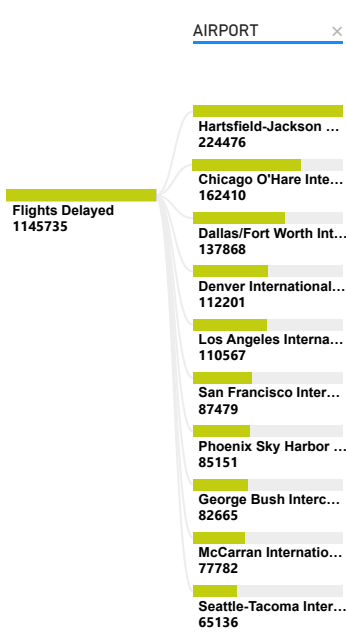 AIRPORT ×
Hartsfield-Jackson ...
224476
Chicago O'Hare Inte...
162410
Flights Delayed
1145735
Dallas/Fort Worth Int...
137868
Denver International...
112201
Los Angeles Interna...
110567
San Francisco Inter...
87479
Phoenix Sky Harbor ...
85151
George Bush Interc...
82665
McCarran Internatio...
77782
Seattle-Tacoma Inter...
65136